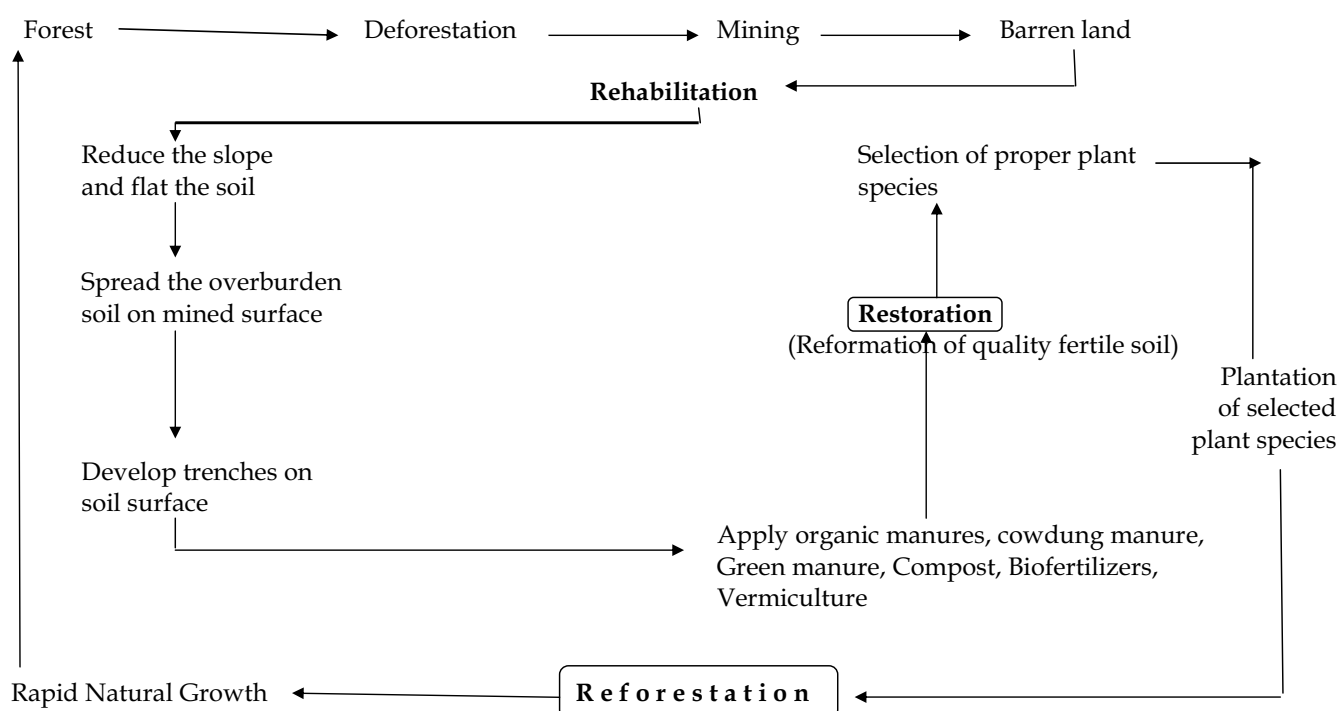 Forest
Deforestation
Mining
Barren land
Rehabilitation
Reduce the slope
and flat the soil
Spread the overburden
soil on mined surface
Develop trenches on
soil surface
Apply organic manures, cowdung manure,
Green manure, Compost, Biofertilizers,
Vermiculture
Restoration
(Reformation of quality fertile soil)
Selection of proper plant
species
Plantation
of selected
plant species
Reforestation
Rapid Natural Growth